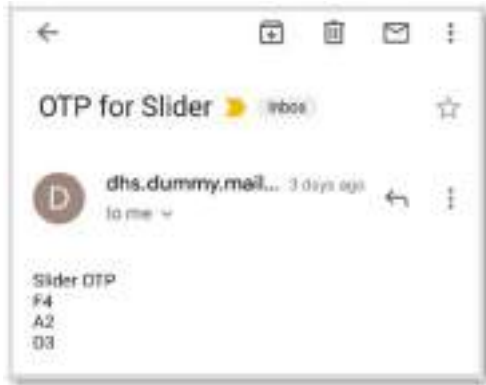 OTP for Slider Inbox
D dhs.dummy.mail... 3 days ago
to me
Slider OTP
F4
A2
D3